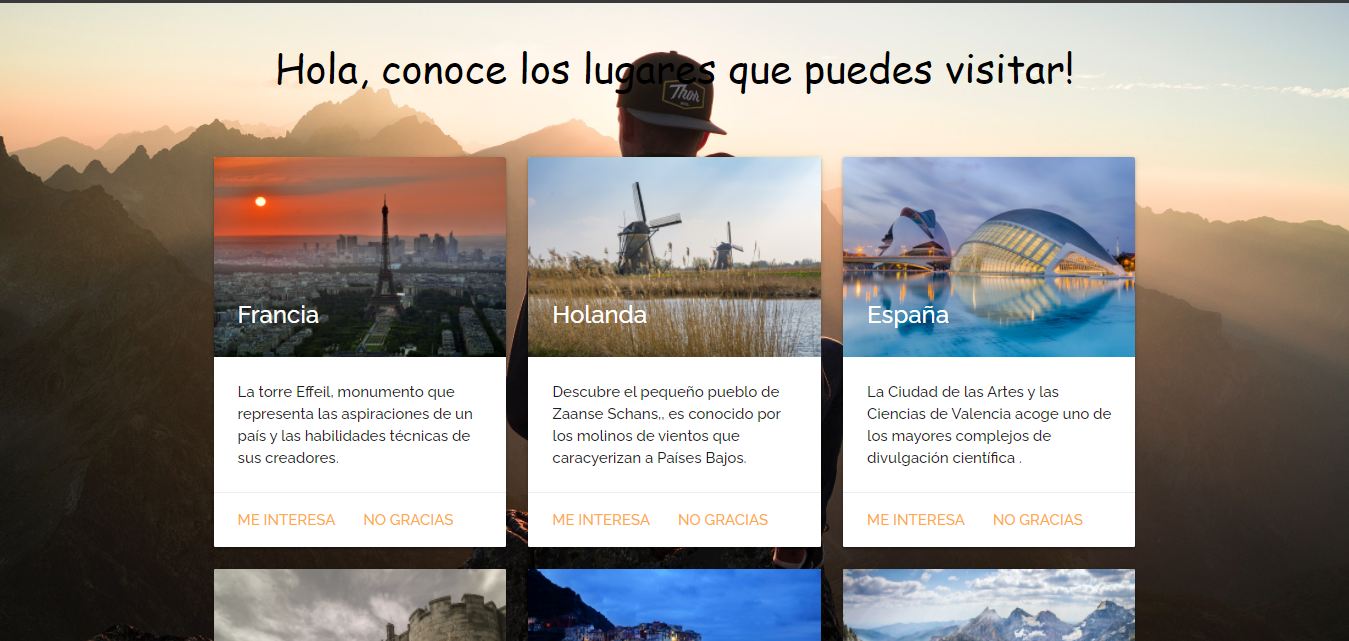 Hola, conoce los lugares que puedes visitar!
Thor
Francia
La torre Effeil, monumento que
representa las aspiraciones de un
país y las habilidades técnicas de
sus creadores.
ME INTERESA NO GRACIAS
Holanda
Descubre el pequeño pueblo de
Zaanse Schans,, es conocido por
los molinos de vientos que
caracyerizan a Países Bajos.
ME INTERESA NO GRACIAS
España
La Ciudad de las Artes y las
Ciencias de Valencia acoge uno de
los mayores complejos de
divulgación científica .
ME INTERESA NO GRACIAS